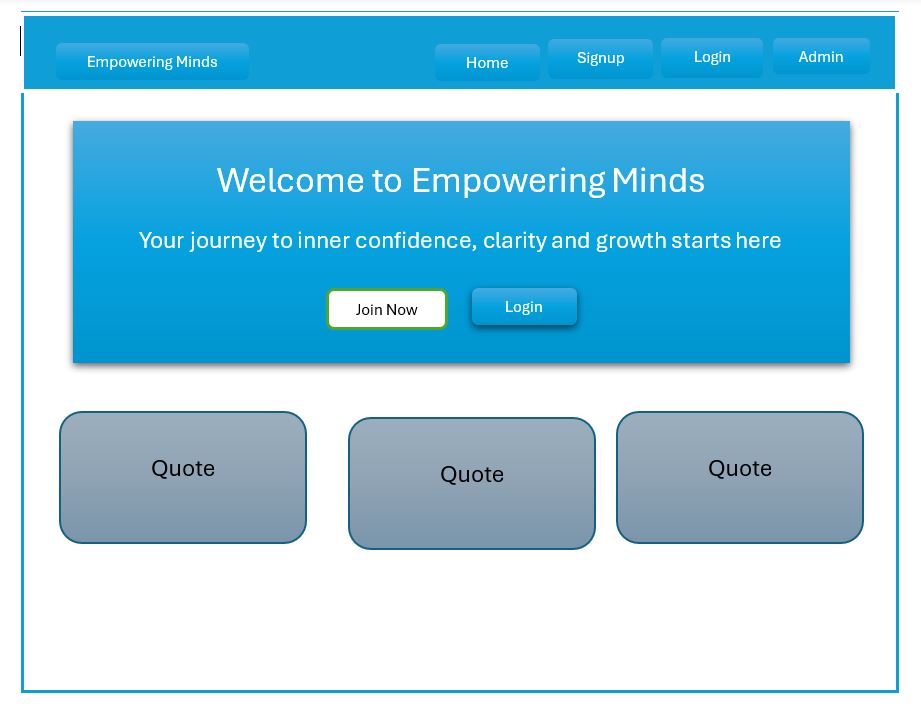 Empowering Minds
Home
Signup
Login
Admin
Welcome to Empowering Minds
Your journey to inner confidence, clarity and growth starts here
Join Now
Login
Quote
Quote
Quote